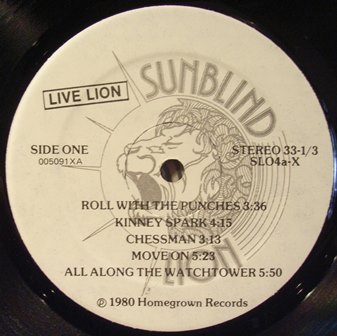 SUNBLIND
LIVE LION
SIDE ONE
005091XA
STEREO 33-1/3
SLO4a-X
ROLL WITH THE PUNCHES 3:36
KINNEY SPARK 4:15
CHESSMAN 3:13
MOVE ON 5:23
ALL ALONG THE WATCHTOWER 5:50
LION
℗ 1980 Homegrown Records